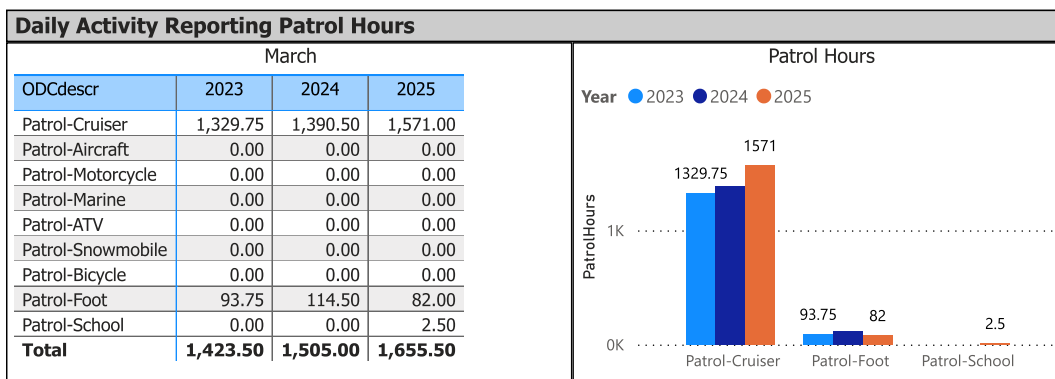 Daily Activity Reporting Patrol Hours
March
ODCdescr 2023 2024 2025
Patrol-Cruiser 1,329.75 1,390.50 1,571.00
Patrol-Aircraft 0.00 0.00 0.00
Patrol-Motorcycle 0.00 0.00 0.00
Patrol-Marine 0.00 0.00 0.00
Patrol-ATV 0.00 0.00 0.00
Patrol-Snowmobile 0.00 0.00 0.00
Patrol-Bicycle 0.00 0.00 0.00
Patrol-Foot 93.75 114.50 82.00
Patrol-School 0.00 0.00 2.50
Total 1,423.50 1,505.00 1,655.50
Patrol Hours
Year 2023 2024 2025
PatrolHours
1K
0K
1329.75 1571
93.75 82
2.5
Patrol-Cruiser Patrol-Foot Patrol-School